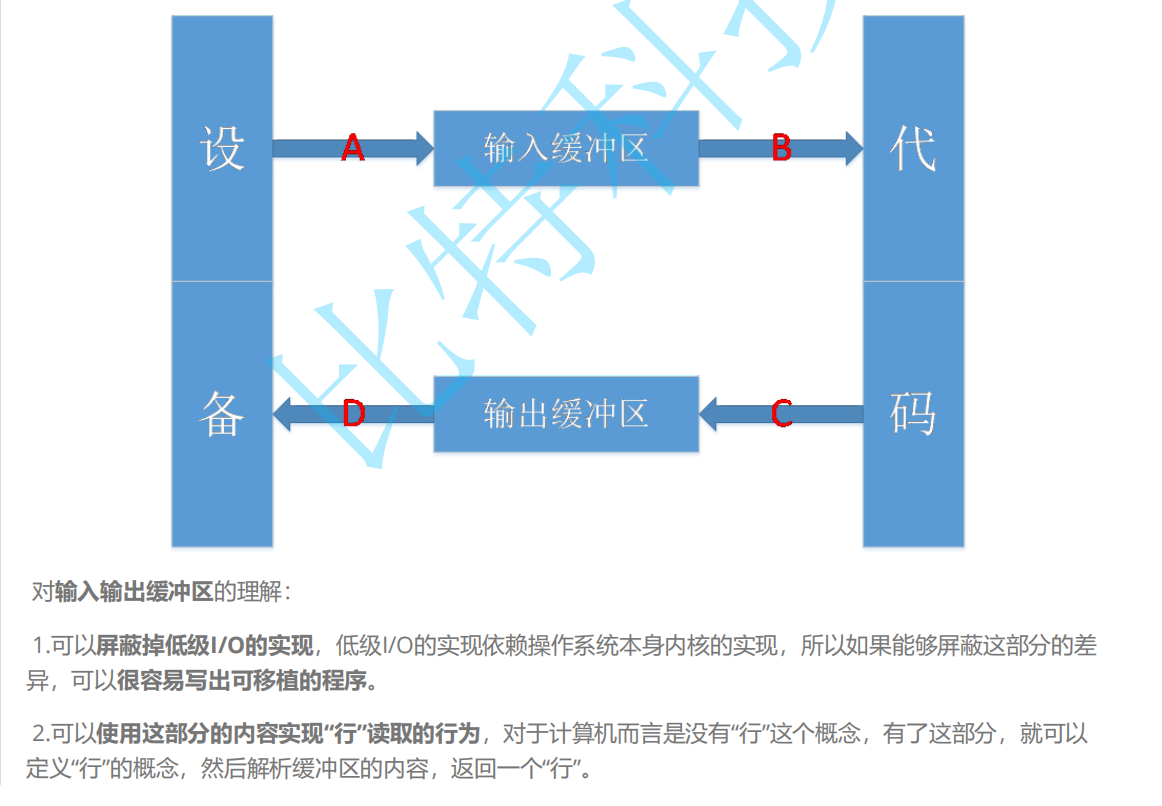 设
A
输入缓冲区
B
代
备
D
输出缓冲区
C
码
比特科技
对输入输出缓冲区的理解：
1.可以屏蔽掉低级I/O的实现，低级I/O的实现依赖操作系统本身内核的实现，所以如果能够屏蔽这部分的差
异，可以很容易写出可移植的程序。
2.可以使用这部分的内容实现“行”读取的行为，对于计算机而言是没有“行”这个概念，有了这部分，就可以
定义“行”的概念，然后解析缓冲区的内容，返回一个“行”。